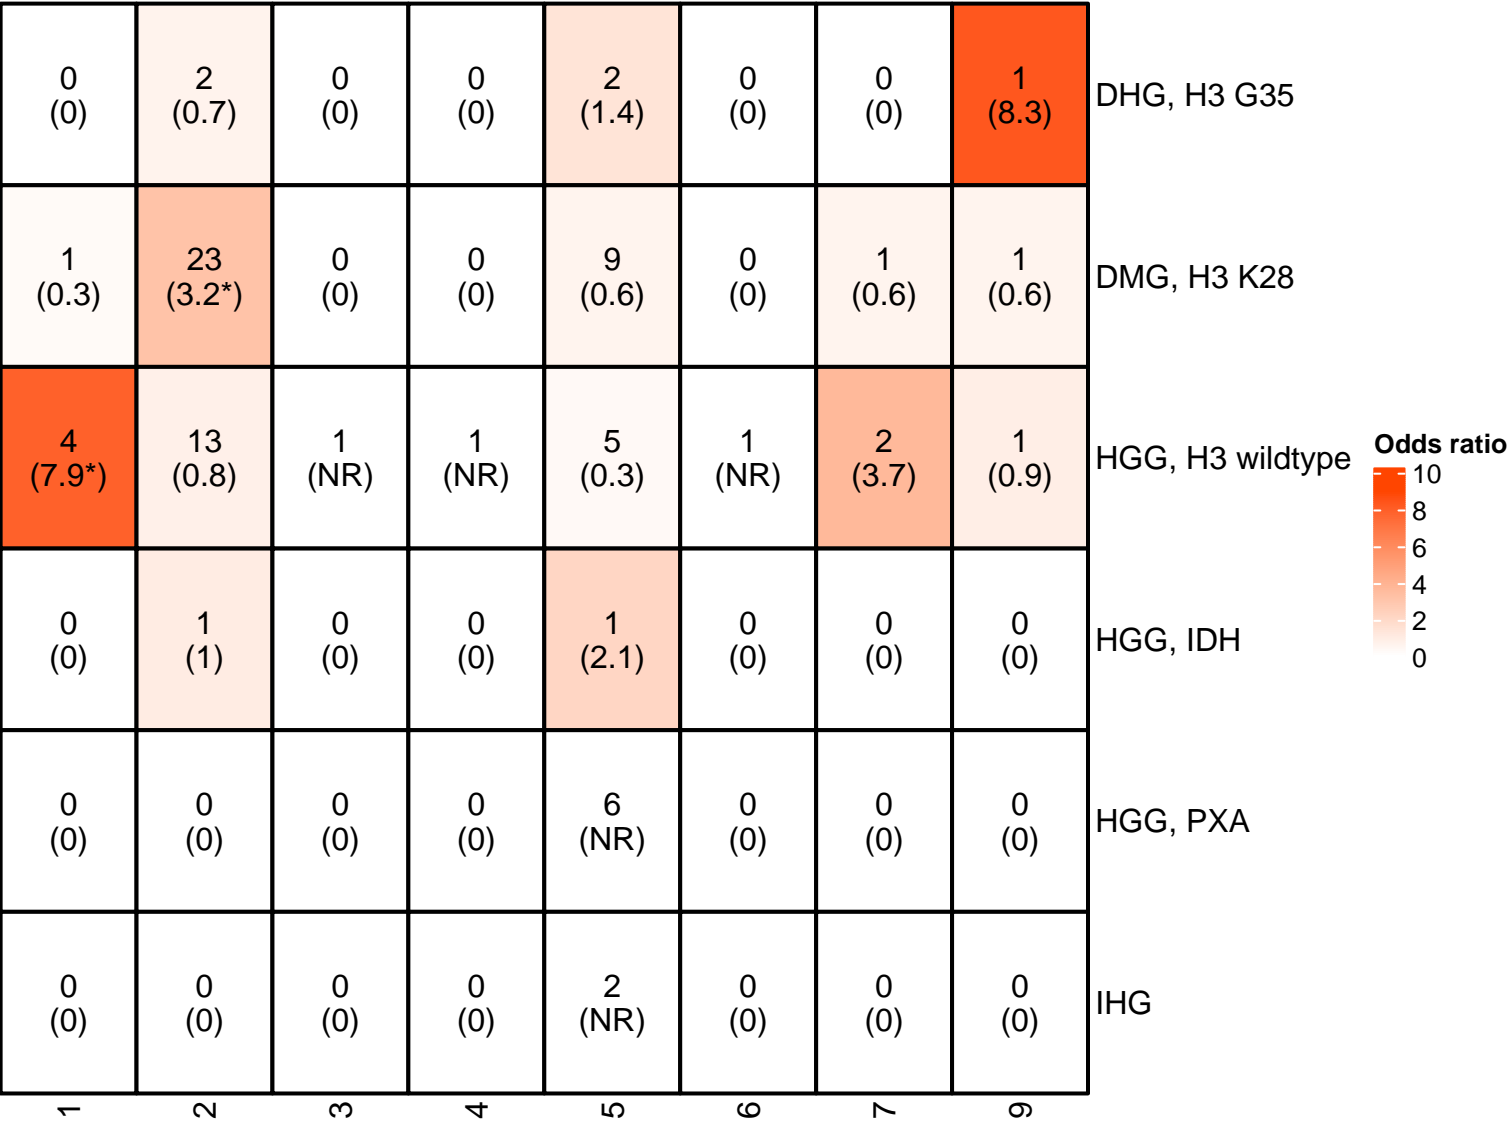 0 2 0 0 2 0 0 1
(0) (0.7) (0) (0) (1.4) (0) (0) (8.3)
DHG, H3 G35
1 23 0 0 9 0 1 1
(0.3) (3.2*) (0) (0) (0.6) (0) (0.6) (0.6)
DMG, H3 K28
4 13 1 1 5 1 2 1
(7.9*) (0.8) (NR) (NR) (0.3) (NR) (3.7) (0.9)
HGG, H3 wildtype
0 1 0 0 1 0 0 0
(0) (1) (0) (0) (2.1) (0) (0) (0)
HGG, IDH
0 0 0 0 6 0 0 0
(0) (0) (0) (0) (NR) (0) (0) (0)
HGG, PXA
0 0 0 0 2 0 0 0
(0) (0) (0) (0) (NR) (0) (0) (0)
IHG
1 2 3 4 5 6 7 9
Odds ratio
10
8
6
4
2
0